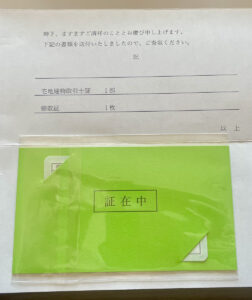 時下、ますますご清祥のこととお慶び申し上げます。
下記の書類を送付いたしましたので、ご査収ください。
記
宅地建物取引士証 1部
領収証 1枚
以上
証在中